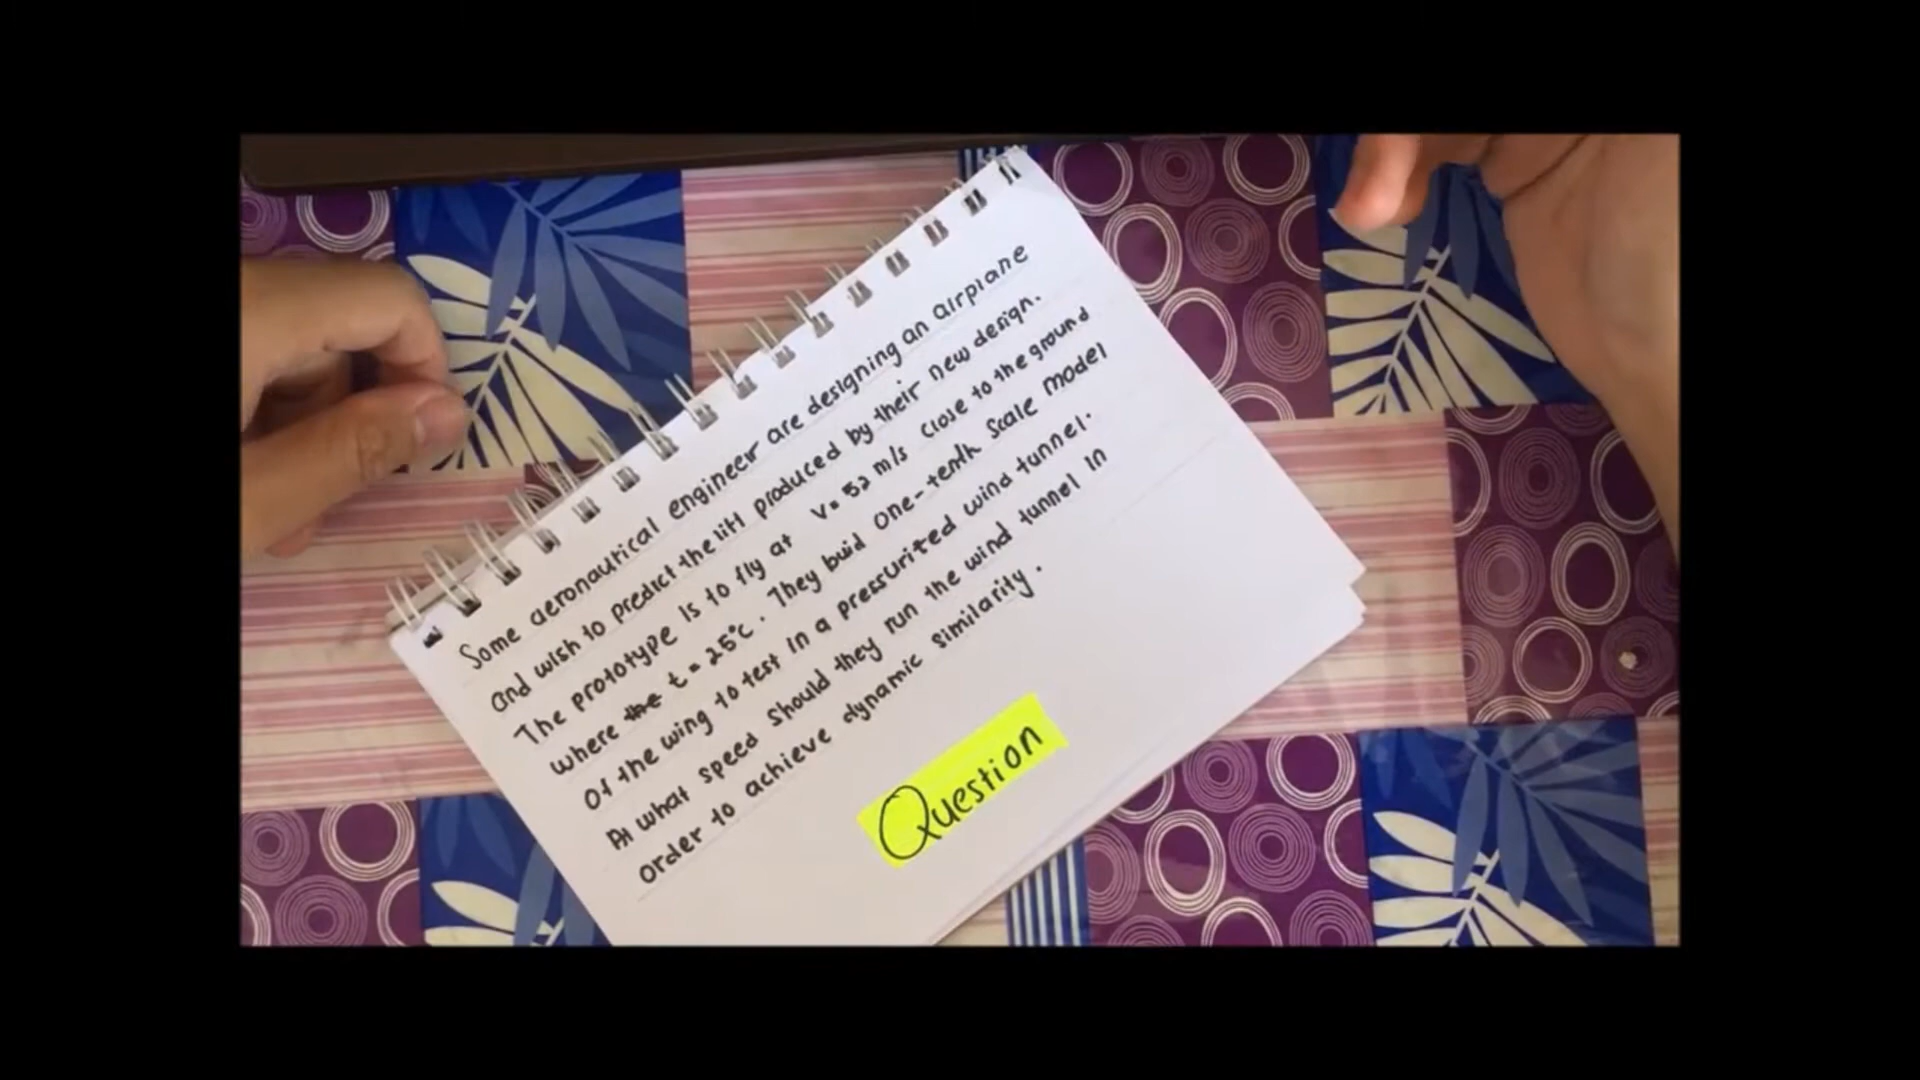 Some aeronautical engineer are designing an airplane
and wish to predict the lift produced by their new design.
The prototype is to fly at v = 52 m/s close to the ground
where the t = 25°C. They buid one-tenth scale model
Of the wing to test in a pressurited wind tunnel.
At what speed should they run the wind tunnel in
order to achieve dynamic similarity.
Question